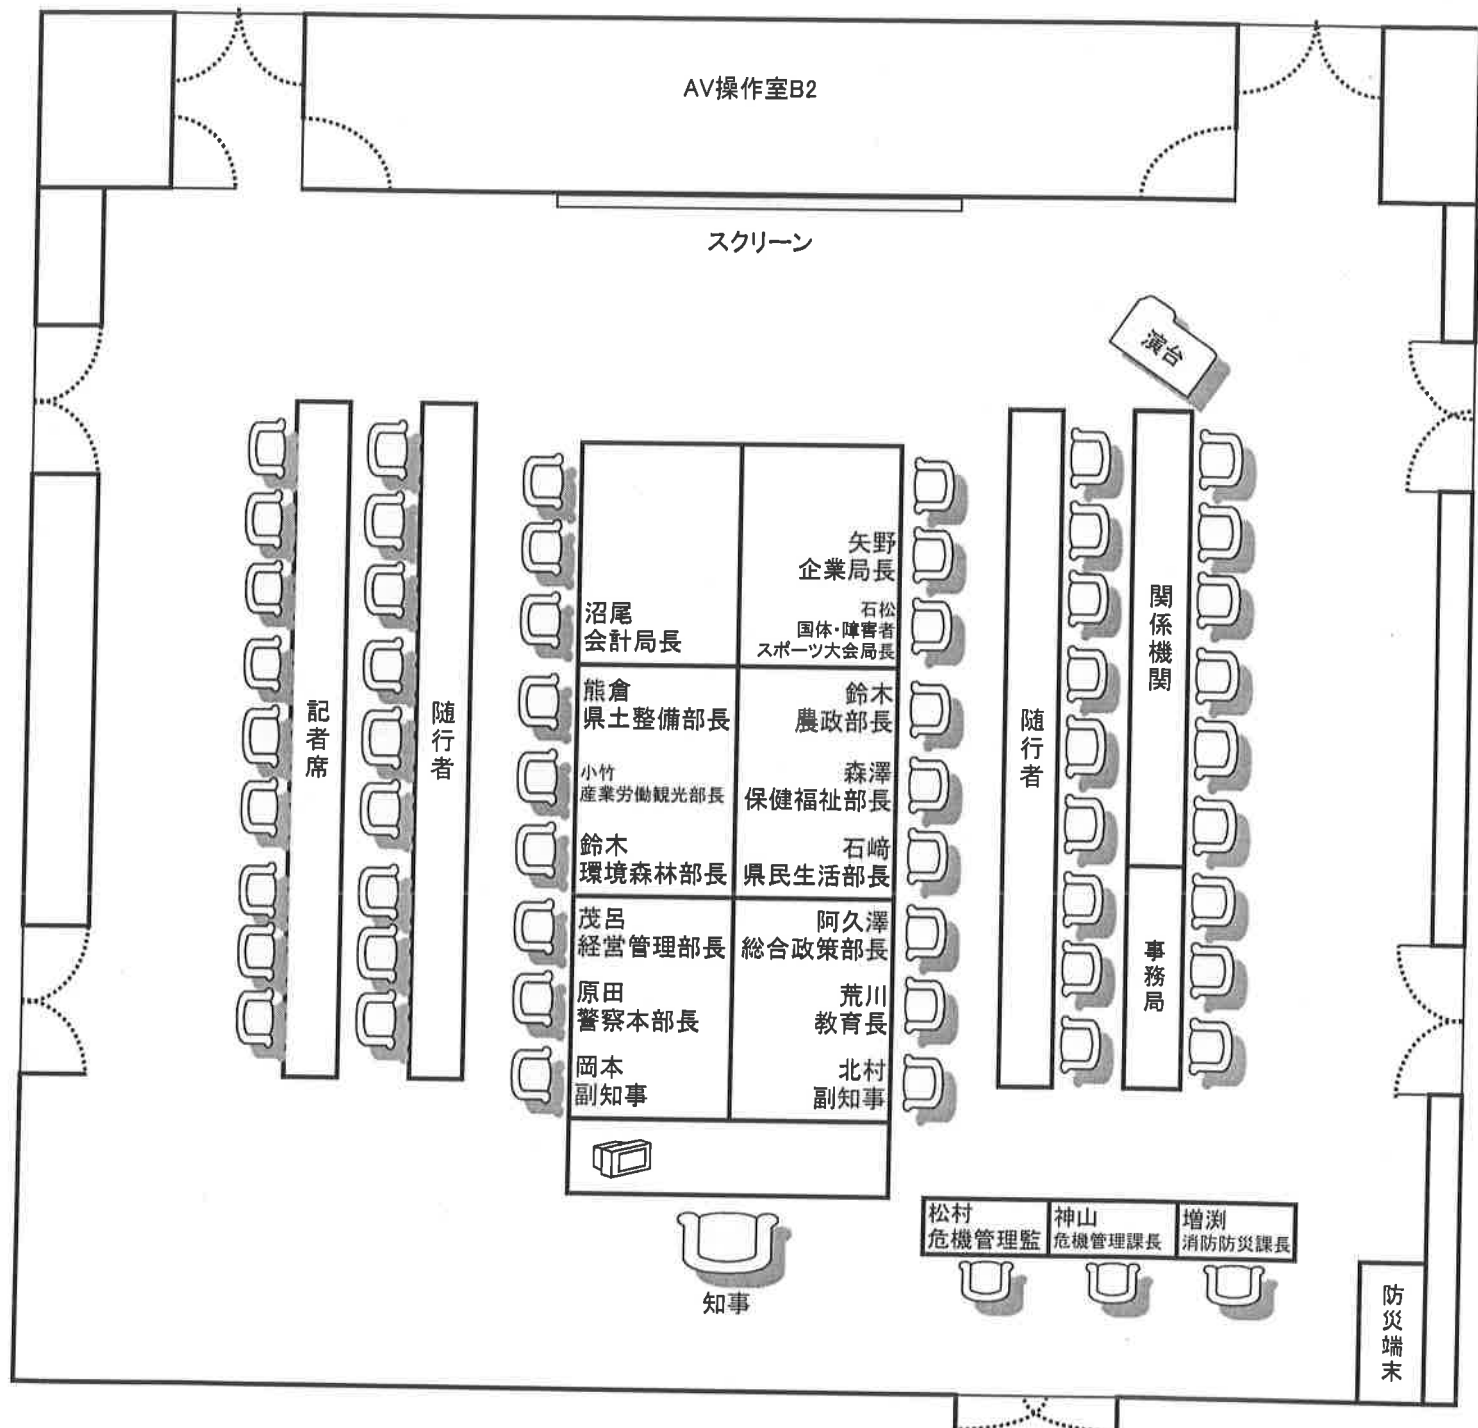 AV操作室B2
スクリーン
演台
記者席
随行者
沼尾
会計局長
熊倉
県土整備部長
小竹
産業労働観光部長
鈴木
環境森林部長
茂呂
経営管理部長
原田
警察本部長
岡本
副知事
矢野
企業局長
石松
国体・障害者
スポーツ大会局長
鈴木
農政部長
森澤
保健福祉部長
石﨑
県民生活部長
阿久澤
総合政策部長
荒川
教育長
北村
副知事
随行者
関係機関
事務局
知事
松村
危機管理監
神山
危機管理課長
増渕
消防防災課長
防災端末